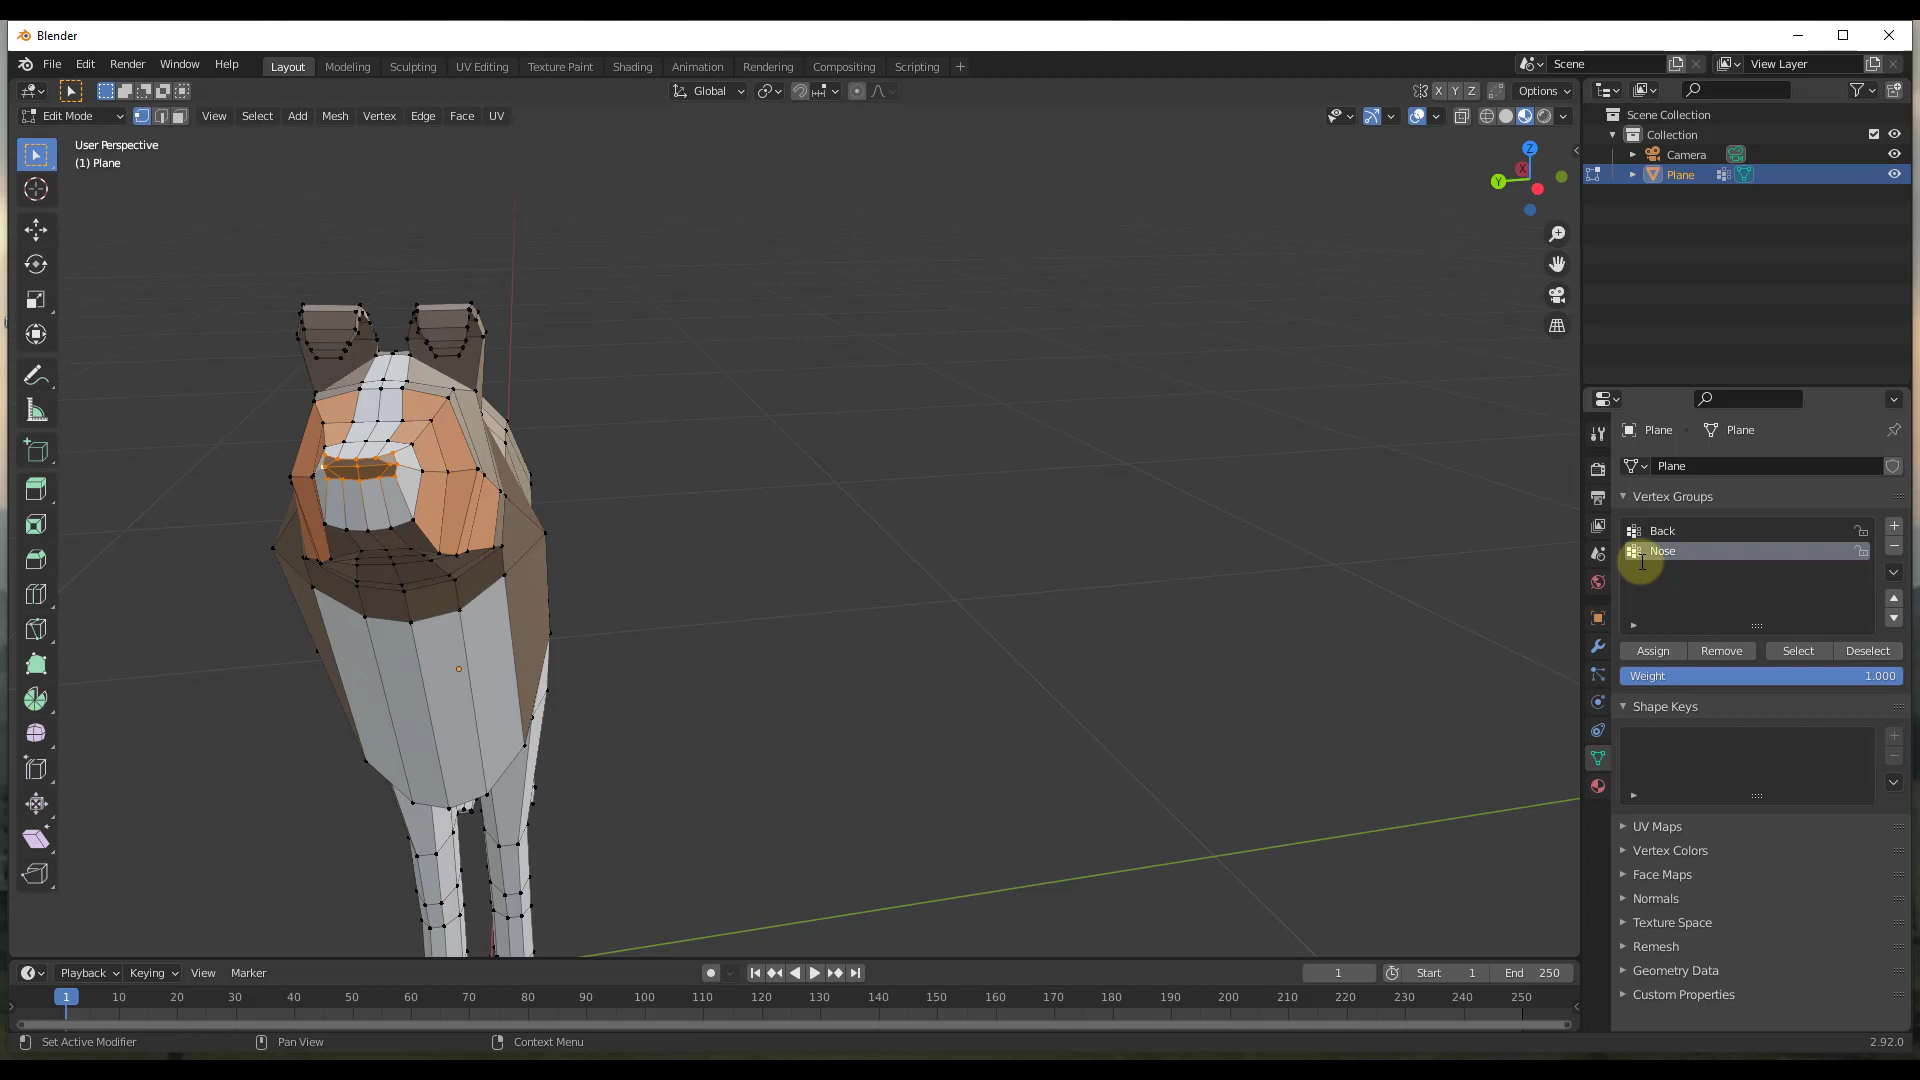 Blender
File Edit Render Window Help Layout Modeling Sculpting UV Editing Texture Paint Shading Animation Rendering Compositing Scripting + Scene View Layer
Global X Y Z Options
Edit Mode View Select Add Mesh Vertex Edge Face UV
User Perspective
(1) Plane
Z
X
Y
Scene Collection
Collection
Camera
Plane
Plane Plane
Plane
Vertex Groups
Back
Nose
Assign Remove Select Deselect
Weight 1.000
Shape Keys
UV Maps
Vertex Colors
Face Maps
Normals
Texture Space
Remesh
Geometry Data
Custom Properties
Playback Keying View Marker 1 Start 1 End 250
1 10 20 30 40 50 60 70 80 90 100 110 120 130 140 150 160 170 180 190 200 210 220 230 240 250
Set Active Modifier Pan View Context Menu 2.92.0